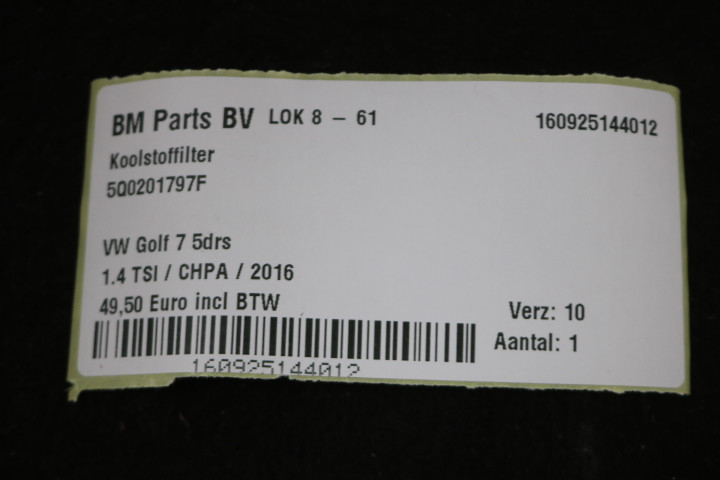 BM Parts BV LOK 8 – 61 160925144012
Koolstoffilter
5Q0201797F
VW Golf 7 5drs
1.4 TSI / CHPA / 2016
49,50 Euro incl BTW
Verz: 10
Aantal: 1
160925144012